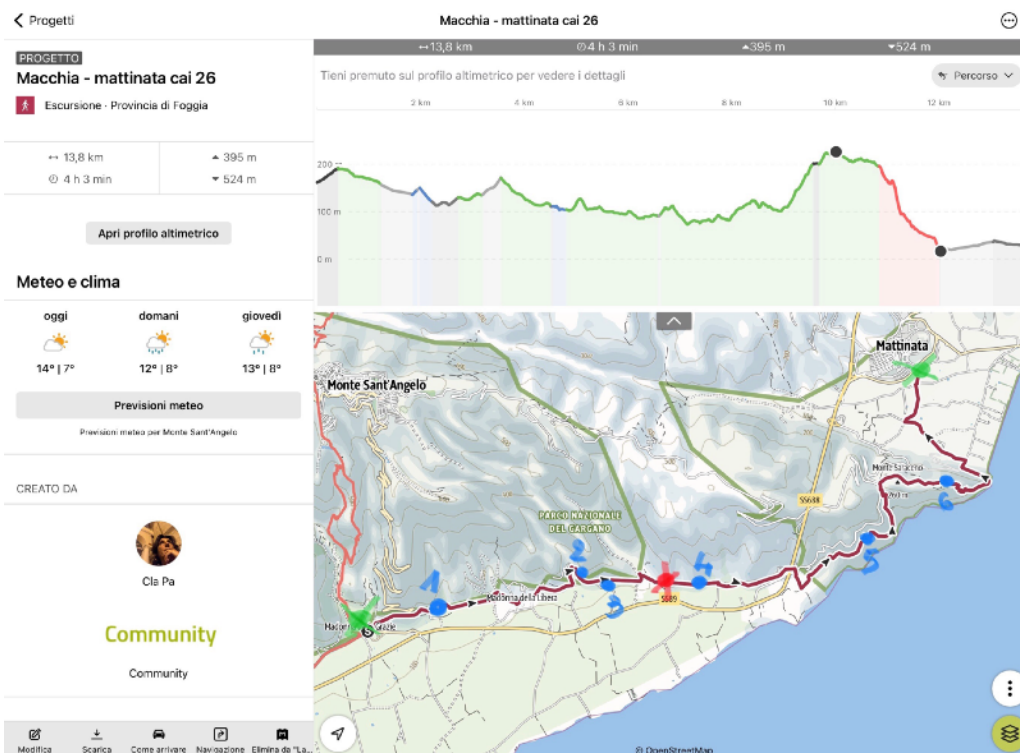 Progetti
Macchia - mattinata cai 26
PROGETTO
Macchia - mattinata cai 26
Escursione · Provincia di Foggia
13,8 km
395 m
4 h 3 min
524 m
Apri profilo altimetrico
Meteo e clima
oggi domani giovedì
14° | 7° 12° | 8° 13° | 8°
Previsioni meteo
Previsioni meteo per Monte Sant'Angelo
CREATO DA
Cla Pa
Community
Community
Modifica Scarica Come arrivare Navigazione Elimina da "La...
13,8 km 4 h 3 min 395 m 524 m
Tieni premuto sul profilo altimetrico per vedere i dettagli
Percorso
2 km 4 km 6 km 8 km 10 km 12 km
200
100 m
0 m
Mattinata
Monte Sant'Angelo
Monte Saraceno
SS688
PARCO NAZIONALE
DEL GARGANO
6
5
1 2 3 4
Madonna della Libera
SS89
S
© OpenStreetMap